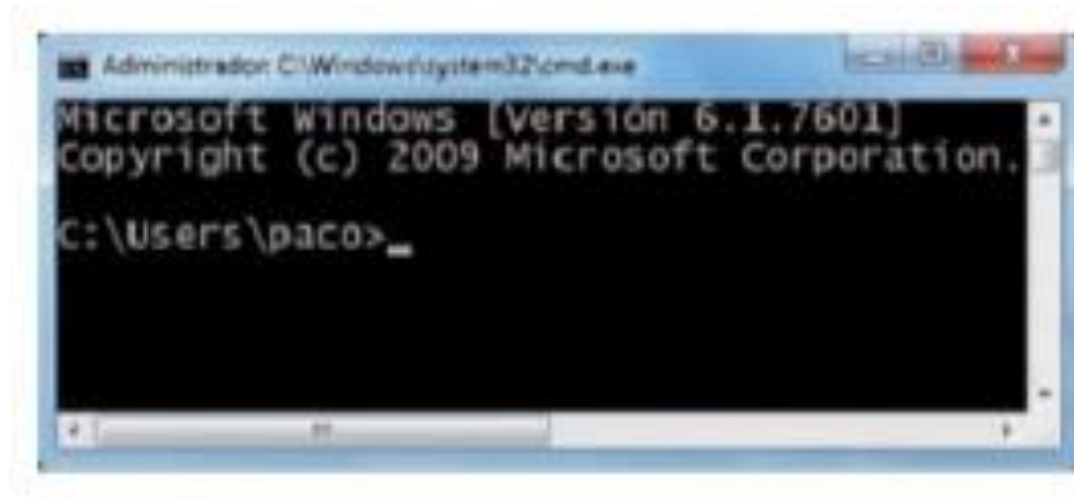 Administrador: C:\Windows\system32\cmd.exe
Microsoft Windows [Versión 6.1.7601]
Copyright (c) 2009 Microsoft Corporation.
C:\Users\paco>_